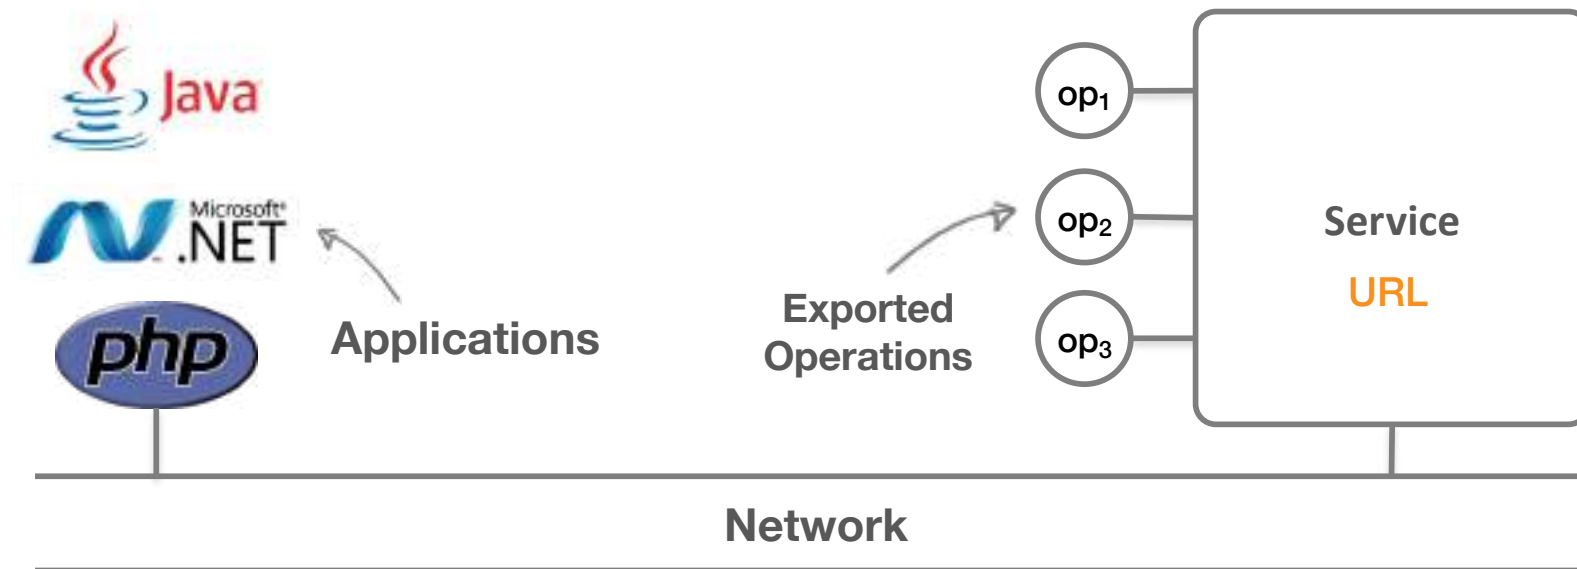 Java
Microsoft®
.NET
php
Applications
Exported
Operations
op₁
op₂
op₃
Service
URL
Network